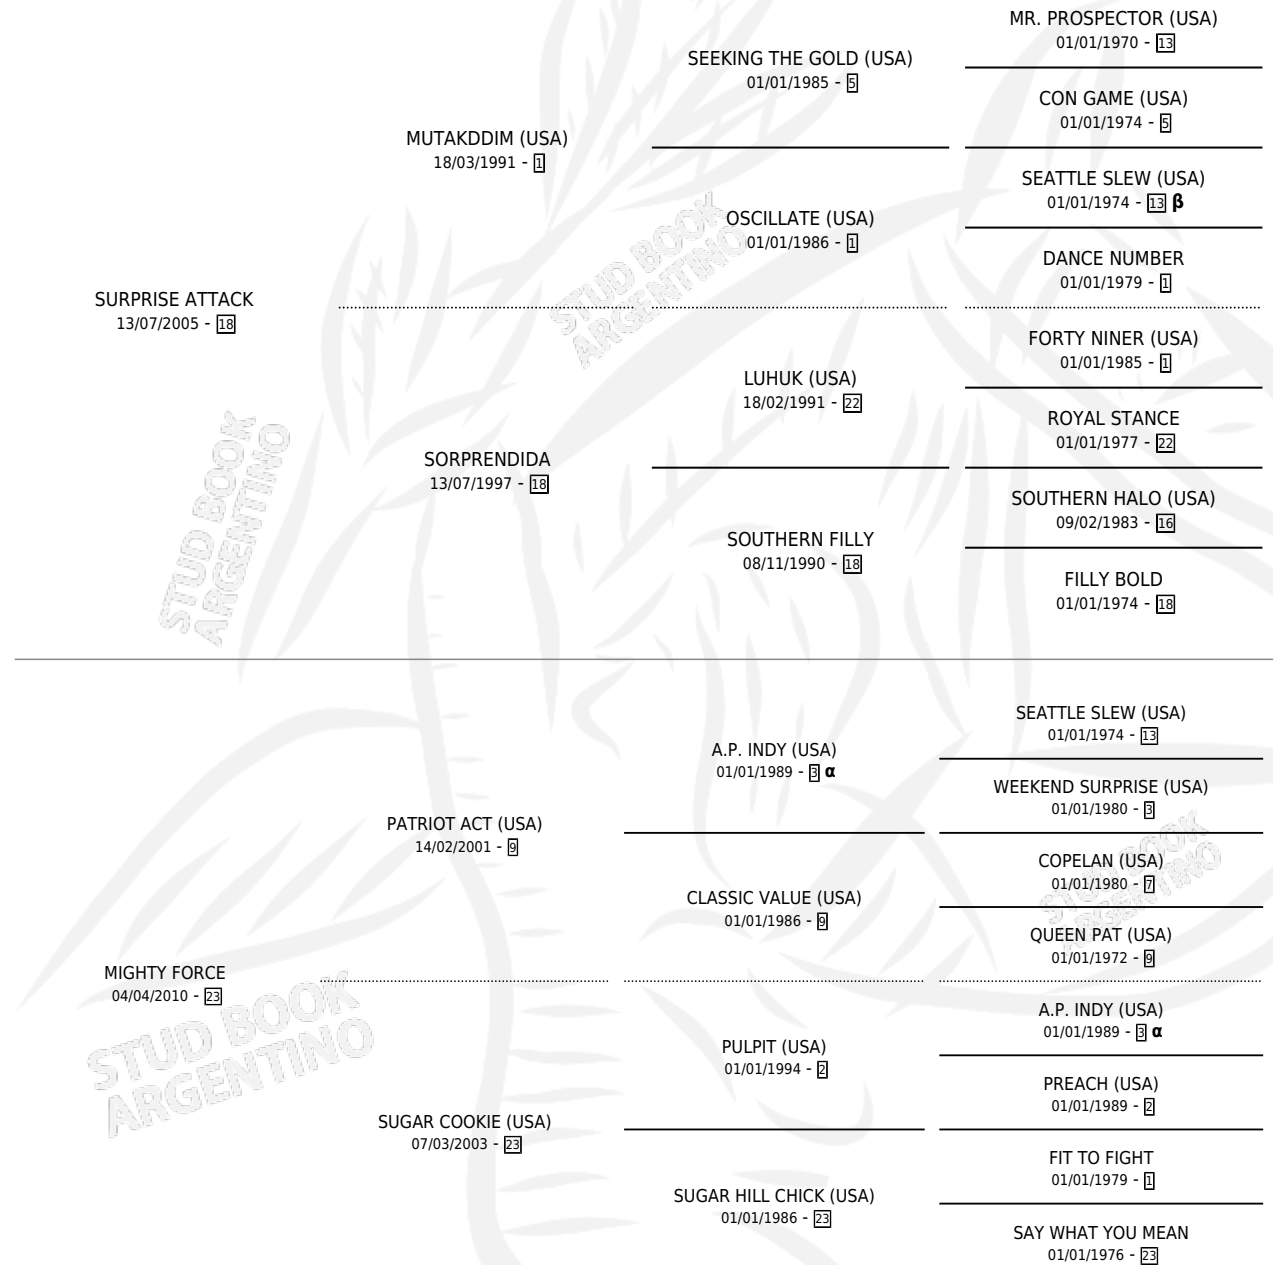 MR. PROSPECTOR (USA)
01/01/1970 - 13
SEEKING THE GOLD (USA)
01/01/1985 - 5
CON GAME (USA)
01/01/1974 - 5
MUTAKDDIM (USA)
18/03/1991 - 1
SEATTLE SLEW (USA)
01/01/1974 - 13 β
OSCILLATE (USA)
01/01/1986 - 1
DANCE NUMBER
01/01/1979 - 1
SURPRISE ATTACK
13/07/2005 - 18
FORTY NINER (USA)
01/01/1985 - 1
LUHUK (USA)
18/02/1991 - 22
ROYAL STANCE
01/01/1977 - 22
SORPRENDIDA
13/07/1997 - 18
SOUTHERN HALO (USA)
09/02/1983 - 16
SOUTHERN FILLY
08/11/1990 - 18
FILLY BOLD
01/01/1974 - 18
STUD BOOK
ARGENTINO
STUD BOOK
ARGENTINO
SEATTLE SLEW (USA)
01/01/1974 - 13
A.P. INDY (USA)
01/01/1989 - 3 α
WEEKEND SURPRISE (USA)
01/01/1980 - 3
PATRIOT ACT (USA)
14/02/2001 - 9
COPELAN (USA)
01/01/1980 - 7
CLASSIC VALUE (USA)
01/01/1986 - 9
QUEEN PAT (USA)
01/01/1972 - 9
MIGHTY FORCE
04/04/2010 - 23
A.P. INDY (USA)
01/01/1989 - 3 α
PULPIT (USA)
01/01/1994 - 2
PREACH (USA)
01/01/1989 - 2
SUGAR COOKIE (USA)
07/03/2003 - 23
FIT TO FIGHT
01/01/1979 - 1
SUGAR HILL CHICK (USA)
01/01/1986 - 23
SAY WHAT YOU MEAN
01/01/1976 - 23
STUD BOOK
ARGENTINO
STUD BOOK
ARGENTINO